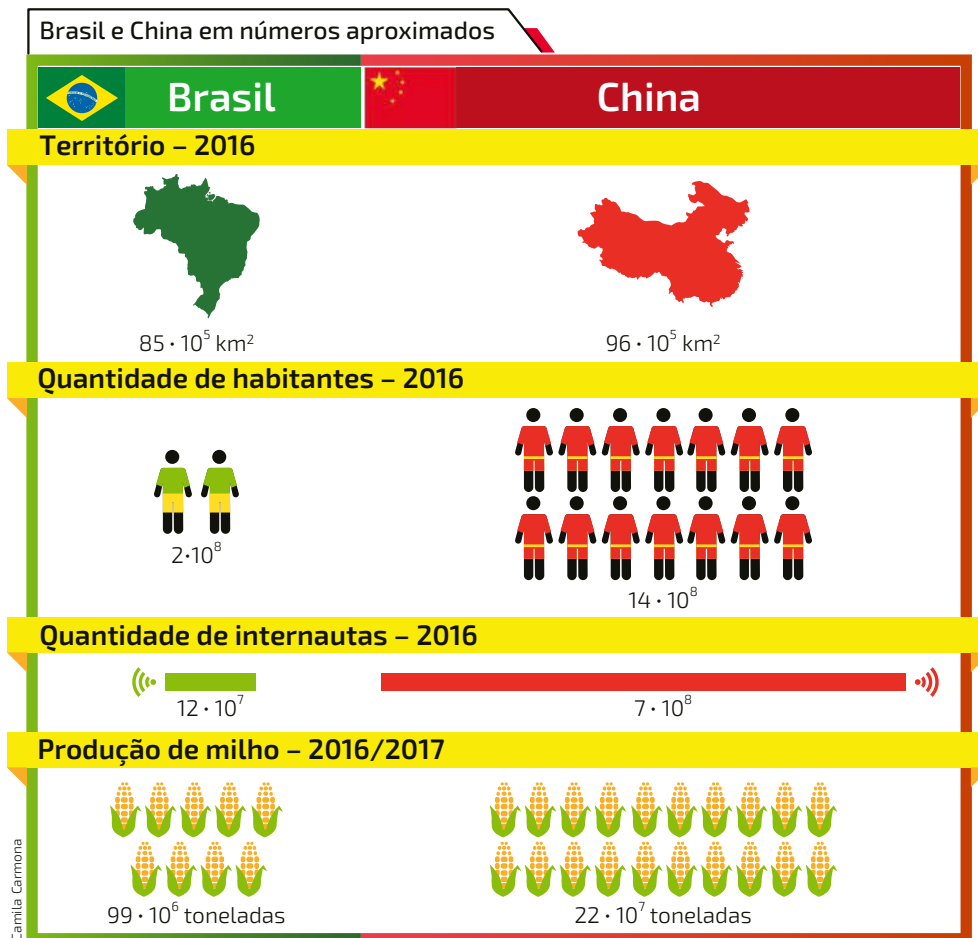 Brasil e China em números aproximados
Brasil China
Território – 2016
85 · 10⁵ km² 96 · 10⁵ km²
Quantidade de habitantes – 2016
2·10⁸ 14 · 10⁸
Quantidade de internautas – 2016
12 · 10⁷ 7 · 10⁸
Produção de milho – 2016/2017
99 · 10⁶ toneladas 22 · 10⁷ toneladas
Camila Carmona